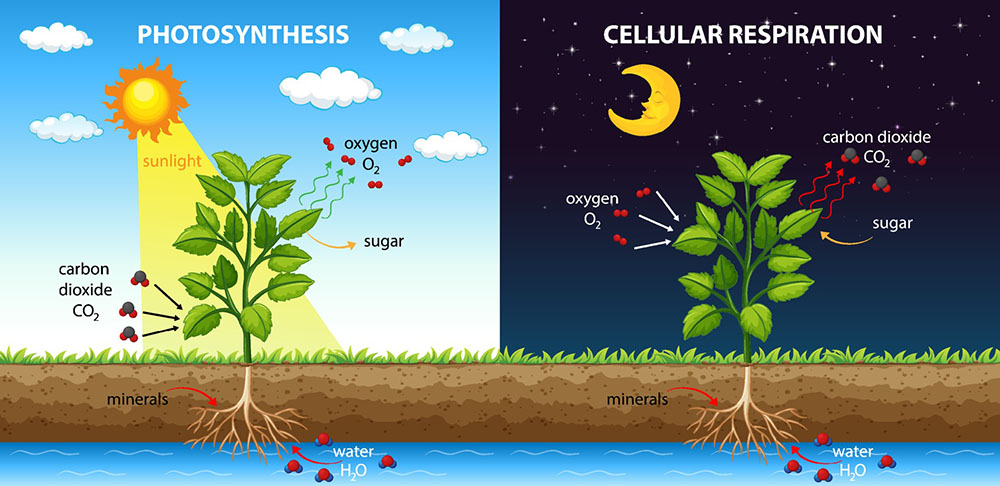 PHOTOSYNTHESIS
sunlight
oxygen
O₂
sugar
carbon
dioxide
CO₂
minerals
water
H₂O
CELLULAR RESPIRATION
carbon dioxide
CO₂
oxygen
O₂
sugar
minerals
water
H₂O